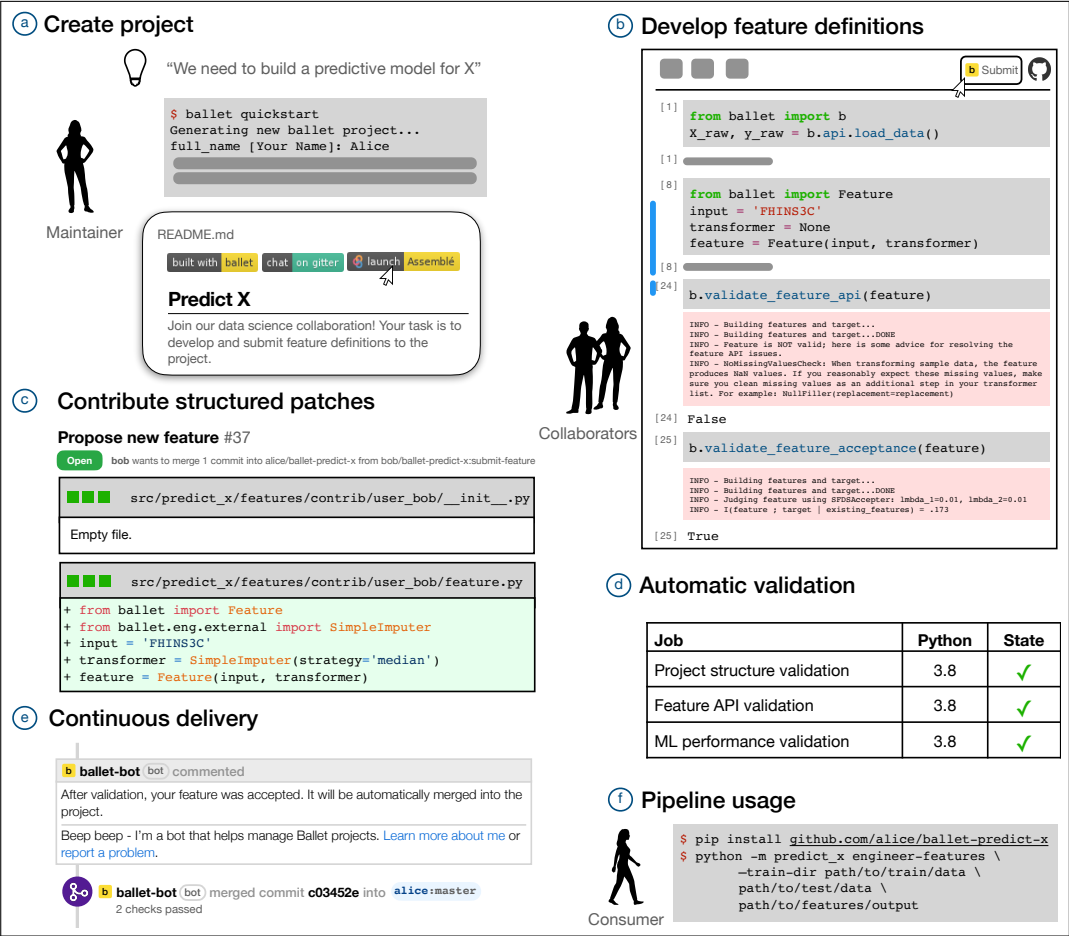 a Create project
“We need to build a predictive model for X”
$ ballet quickstart
Generating new ballet project...
full_name [Your Name]: Alice
Maintainer
README.md
built with ballet chat on gitter launch Assemblé
Predict X
Join our data science collaboration! Your task is to
develop and submit feature definitions to the
project.
b Develop feature definitions
b Submit
[1]
from ballet import b
X_raw, y_raw = b.api.load_data()
[1]
[8]
from ballet import Feature
input = 'FHINS3C'
transformer = None
feature = Feature(input, transformer)
[8]
[24]
b.validate_feature_api(feature)
INFO - Building features and target...
INFO - Building features and target...DONE
INFO - Feature is NOT valid; here is some advice for resolving the
feature API issues.
INFO - NoMissingValuesCheck: When transforming sample data, the feature
produces NaN values. If you reasonably expect these missing values, make
sure you clean missing values as an additional step in your transformer
list. For example: NullFiller(replacement=replacement)
[24] False
[25]
b.validate_feature_acceptance(feature)
INFO - Building features and target...
INFO - Building features and target...DONE
INFO - Judging feature using SFDSAccepter: lmbda_1=0.01, lmbda_2=0.01
INFO - I(feature ; target | existing_features) = .173
[25] True
Collaborators
c Contribute structured patches
Propose new feature #37
Open bob wants to merge 1 commit into alice/ballet-predict-x from bob/ballet-predict-x:submit-feature
src/predict_x/features/contrib/user_bob/__init__.py
Empty file.
src/predict_x/features/contrib/user_bob/feature.py
+ from ballet import Feature
+ from ballet.eng.external import SimpleImputer
+ input = 'FHINS3C'
+ transformer = SimpleImputer(strategy='median')
+ feature = Feature(input, transformer)
d Automatic validation
Job Python State
Project structure validation 3.8 ✓
Feature API validation 3.8 ✓
ML performance validation 3.8 ✓
e Continuous delivery
b ballet-bot bot commented
After validation, your feature was accepted. It will be automatically merged into the
project.
Beep beep - I'm a bot that helps manage Ballet projects. Learn more about me or
report a problem.
b ballet-bot bot merged commit c03452e into alice:master
2 checks passed
f Pipeline usage
$ pip install github.com/alice/ballet-predict-x
$ python -m predict_x engineer-features \
–train-dir path/to/train/data \
path/to/test/data \
path/to/features/output
Consumer